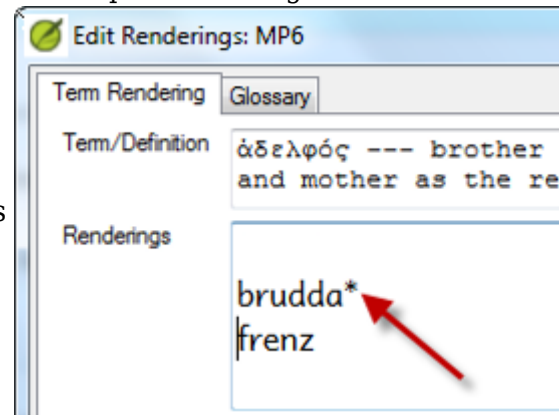 Edit Renderings: MP6
Term Rendering Glossary
Term/Definition
ἀδελφός --- brother
and mother as the re
s
Renderings
brudda*
frenz